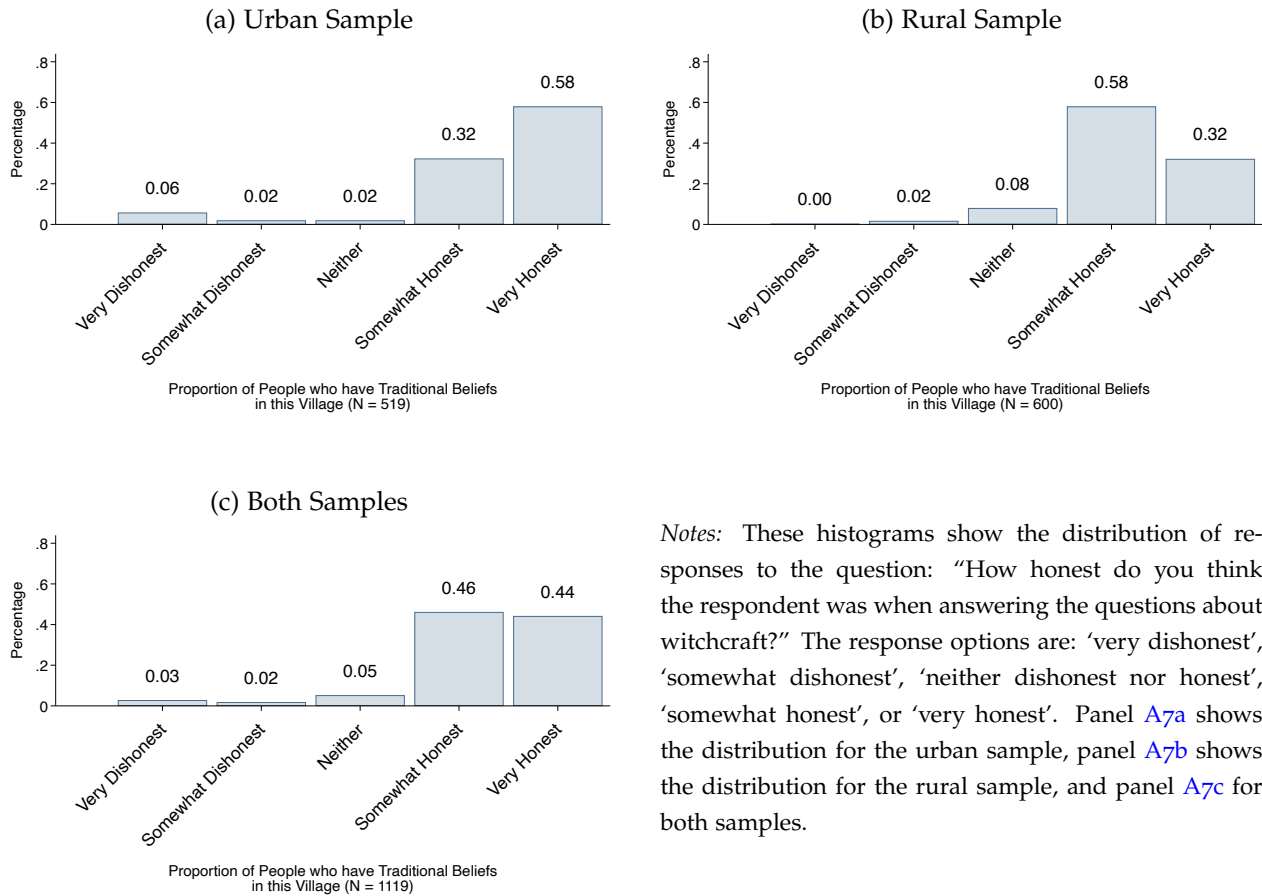 (a) Urban Sample
Percentage
.8
.6
.4
.2
0
0.06
0.02
0.02
0.32
0.58
Very Dishonest
Somewhat Dishonest
Neither
Somewhat Honest
Very Honest
Proportion of People who have Traditional Beliefs
in this Village (N = 519)
(b) Rural Sample
Percentage
.8
.6
.4
.2
0
0.00
0.02
0.08
0.58
0.32
Very Dishonest
Somewhat Dishonest
Neither
Somewhat Honest
Very Honest
Proportion of People who have Traditional Beliefs
in this Village (N = 600)
(c) Both Samples
Percentage
.8
.6
.4
.2
0
0.03
0.02
0.05
0.46
0.44
Very Dishonest
Somewhat Dishonest
Neither
Somewhat Honest
Very Honest
Proportion of People who have Traditional Beliefs
in this Village (N = 1119)
Notes: These histograms show the distribution of re-
sponses to the question: “How honest do you think
the respondent was when answering the questions about
witchcraft?” The response options are: ‘very dishonest’,
‘somewhat dishonest’, ‘neither dishonest nor honest’,
‘somewhat honest’, or ‘very honest’. Panel A7a shows
the distribution for the urban sample, panel A7b shows
the distribution for the rural sample, and panel A7c for
both samples.